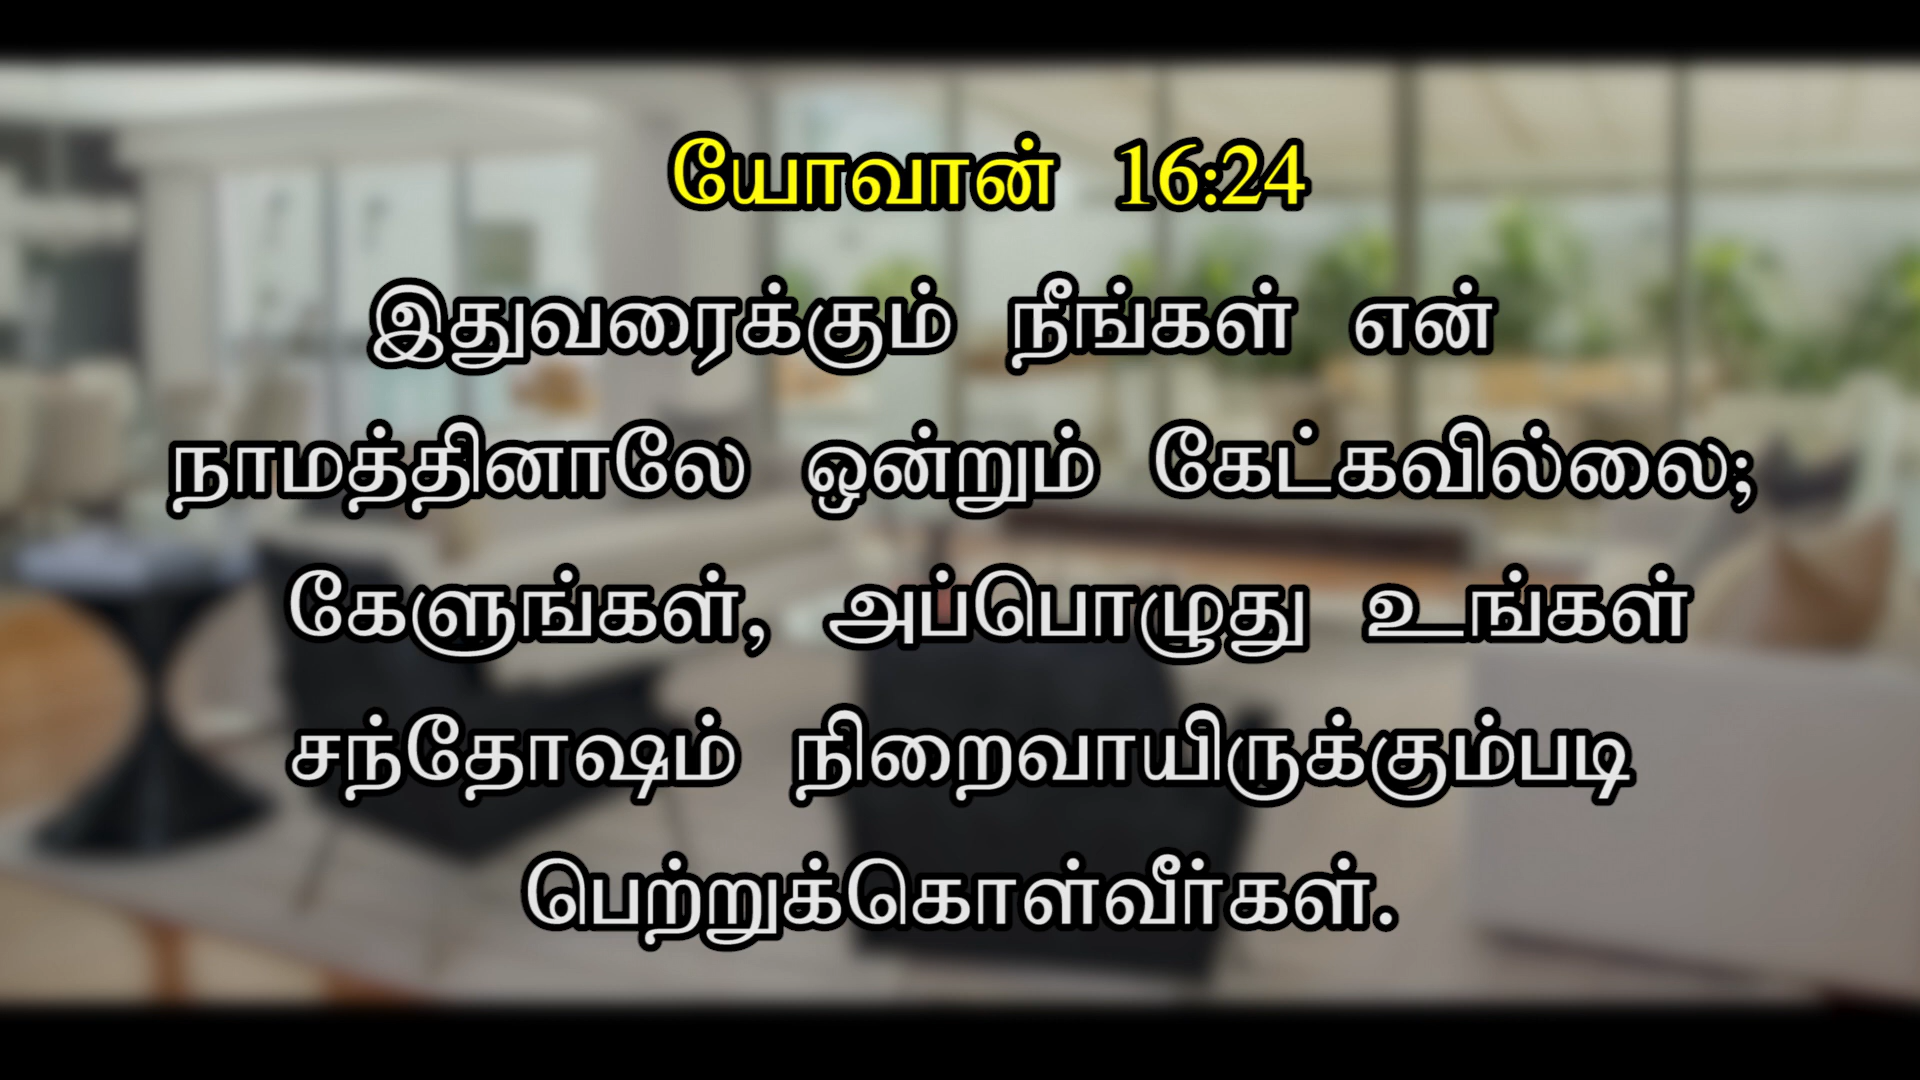 யோவான் 16:24
இதுவரைக்கும் நீங்கள் என்
நாமத்தினாலே ஒன்றும் கேட்கவில்லை;
கேளுங்கள், அப்பொழுது உங்கள்
சந்தோஷம் நிறைவாயிருக்கும்படி
பெற்றுக்கொள்வீர்கள்.